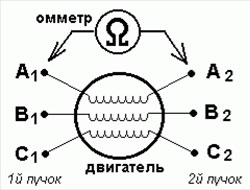 омметр
Ω
A1 A2
B1 B2
C1 C2
двигатель
1й пучок 2й пучок